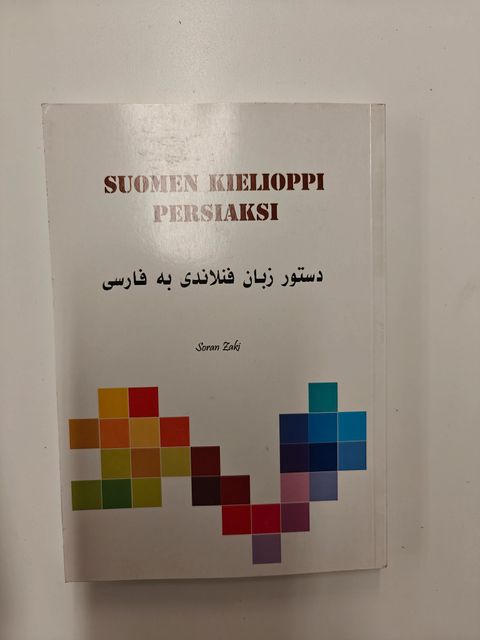 SUOMEN KIELIOPPI
PERSIAKSI
دستور زبان فنلاندی به فارسی
Soran Zaki